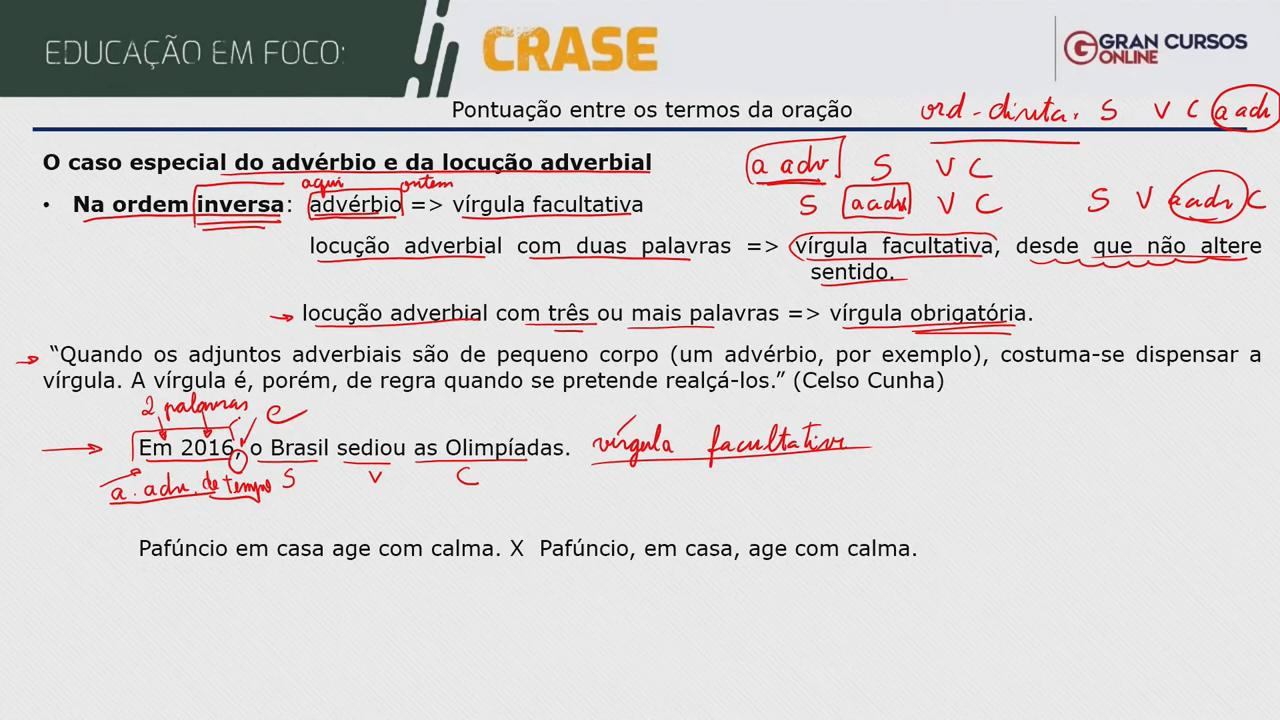 EDUCAÇÃO EM FOCO:
CRASE
GRAN CURSOS
ONLINE
Pontuação entre os termos da oração
ord. direta. S V C a adv
O caso especial do advérbio e da locução adverbial
a adv S V C
aqui ontem
• Na ordem inversa: advérbio => vírgula facultativa
S a adv V C S V a adv C
locução adverbial com duas palavras => vírgula facultativa, desde que não altere
sentido.
→ locução adverbial com três ou mais palavras => vírgula obrigatória.
→ “Quando os adjuntos adverbiais são de pequeno corpo (um advérbio, por exemplo), costuma-se dispensar a
vírgula. A vírgula é, porém, de regra quando se pretende realçá-los.” (Celso Cunha)
2 palavras
Em 2016, o Brasil sediou as Olimpíadas. vírgula facultativa
a. adv. de tempo S V C
Pafúncio em casa age com calma. X Pafúncio, em casa, age com calma.